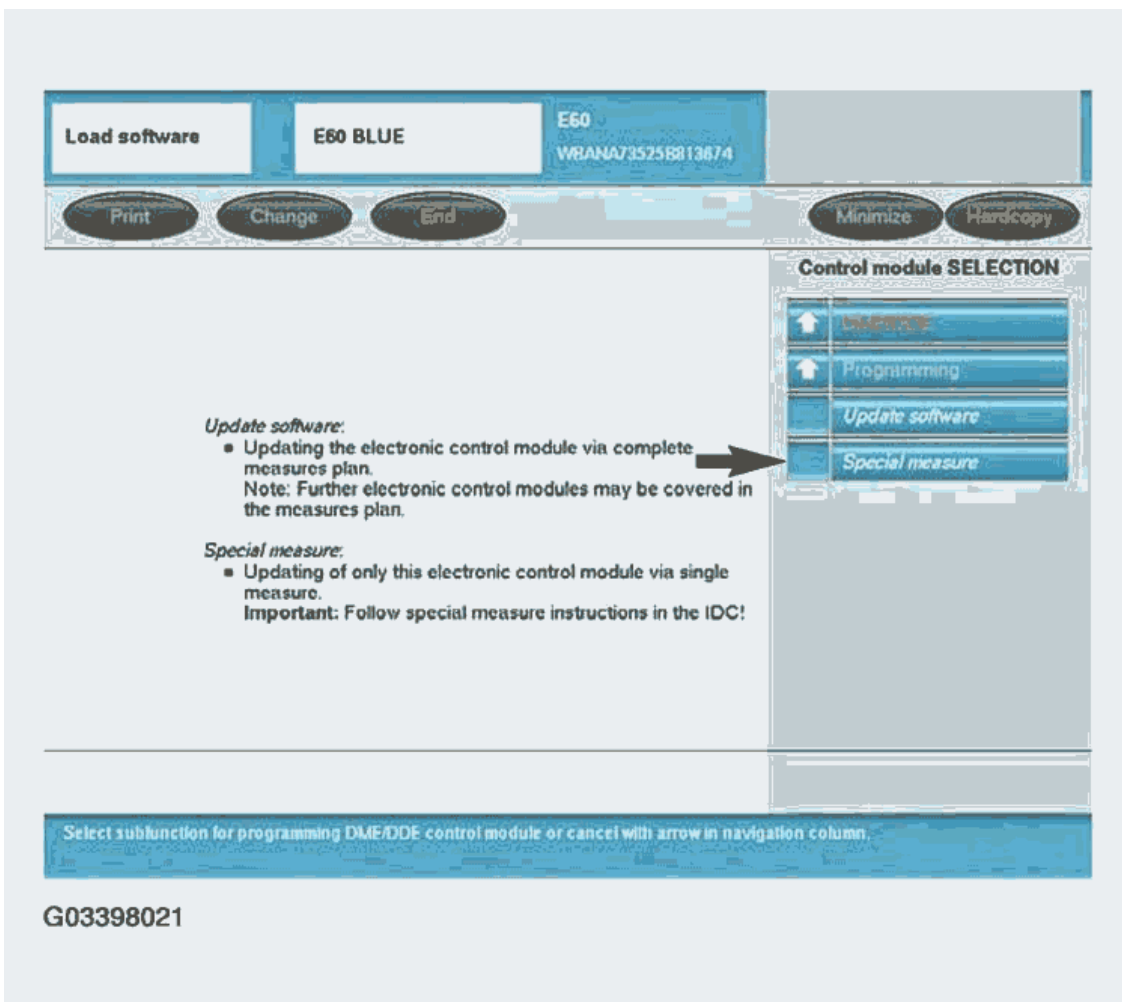 Load software
E60 BLUE
E60
WBANA73525B813674
Print
Change
End
Minimize
Hardcopy
Control module SELECTION
Programming
Update software
Special measure
Update software:
Updating the electronic control module via complete
measures plan.
Note: Further electronic control modules may be covered in
the measures plan.
Special measure:
Updating of only this electronic control module via single
measure.
Important: Follow special measure instructions in the IDC!
Select subfunction for programming DME/DDE control module or cancel with arrow in navigation column.
G03398021